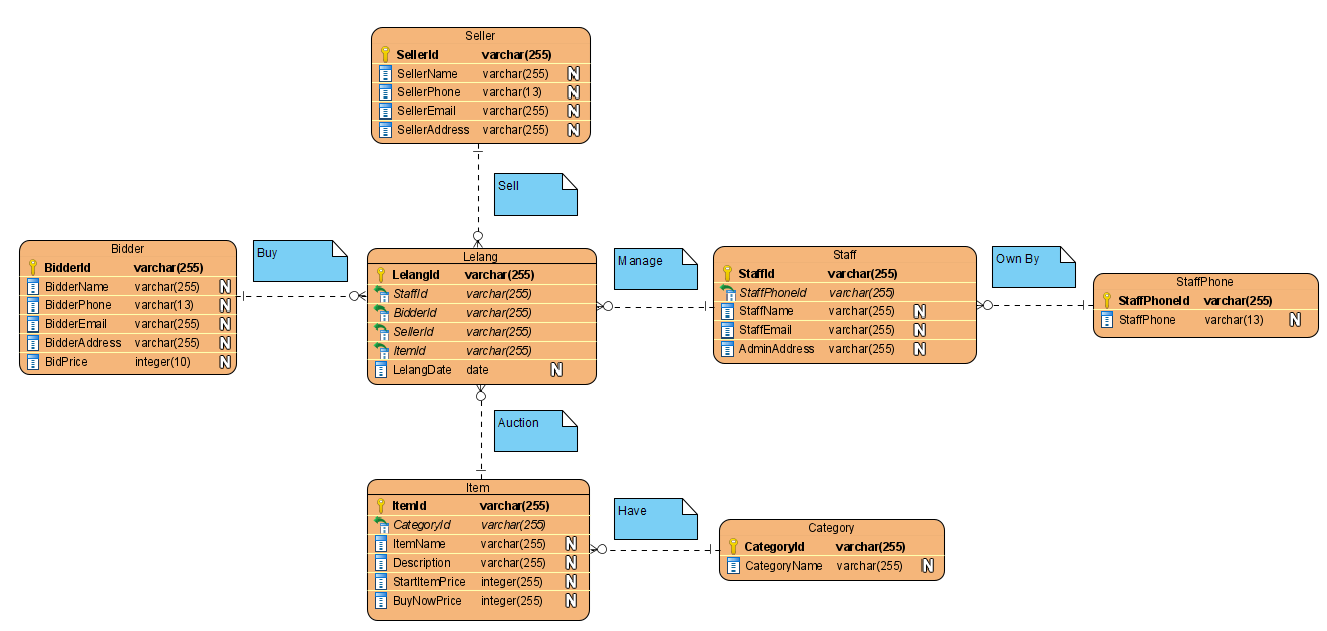 Seller
SellerId varchar(255)
SellerName varchar(255) N
SellerPhone varchar(13) N
SellerEmail varchar(255) N
SellerAddress varchar(255) N
Sell
Bidder
BidderId varchar(255)
BidderName varchar(255) N
BidderPhone varchar(13) N
BidderEmail varchar(255) N
BidderAddress varchar(255) N
BidPrice integer(10) N
Buy
Lelang
LelangId varchar(255)
StaffId varchar(255)
BidderId varchar(255)
SellerId varchar(255)
ItemId varchar(255)
LelangDate date N
Manage
Staff
StaffId varchar(255)
StaffPhoneId varchar(255)
StaffName varchar(255) N
StaffEmail varchar(255) N
AdminAddress varchar(255) N
Own By
StaffPhone
StaffPhoneId varchar(255)
StaffPhone varchar(13) N
Auction
Item
ItemId varchar(255)
CategoryId varchar(255)
ItemName varchar(255) N
Description varchar(255) N
StartItemPrice integer(255) N
BuyNowPrice integer(255) N
Have
Category
CategoryId varchar(255)
CategoryName varchar(255) N